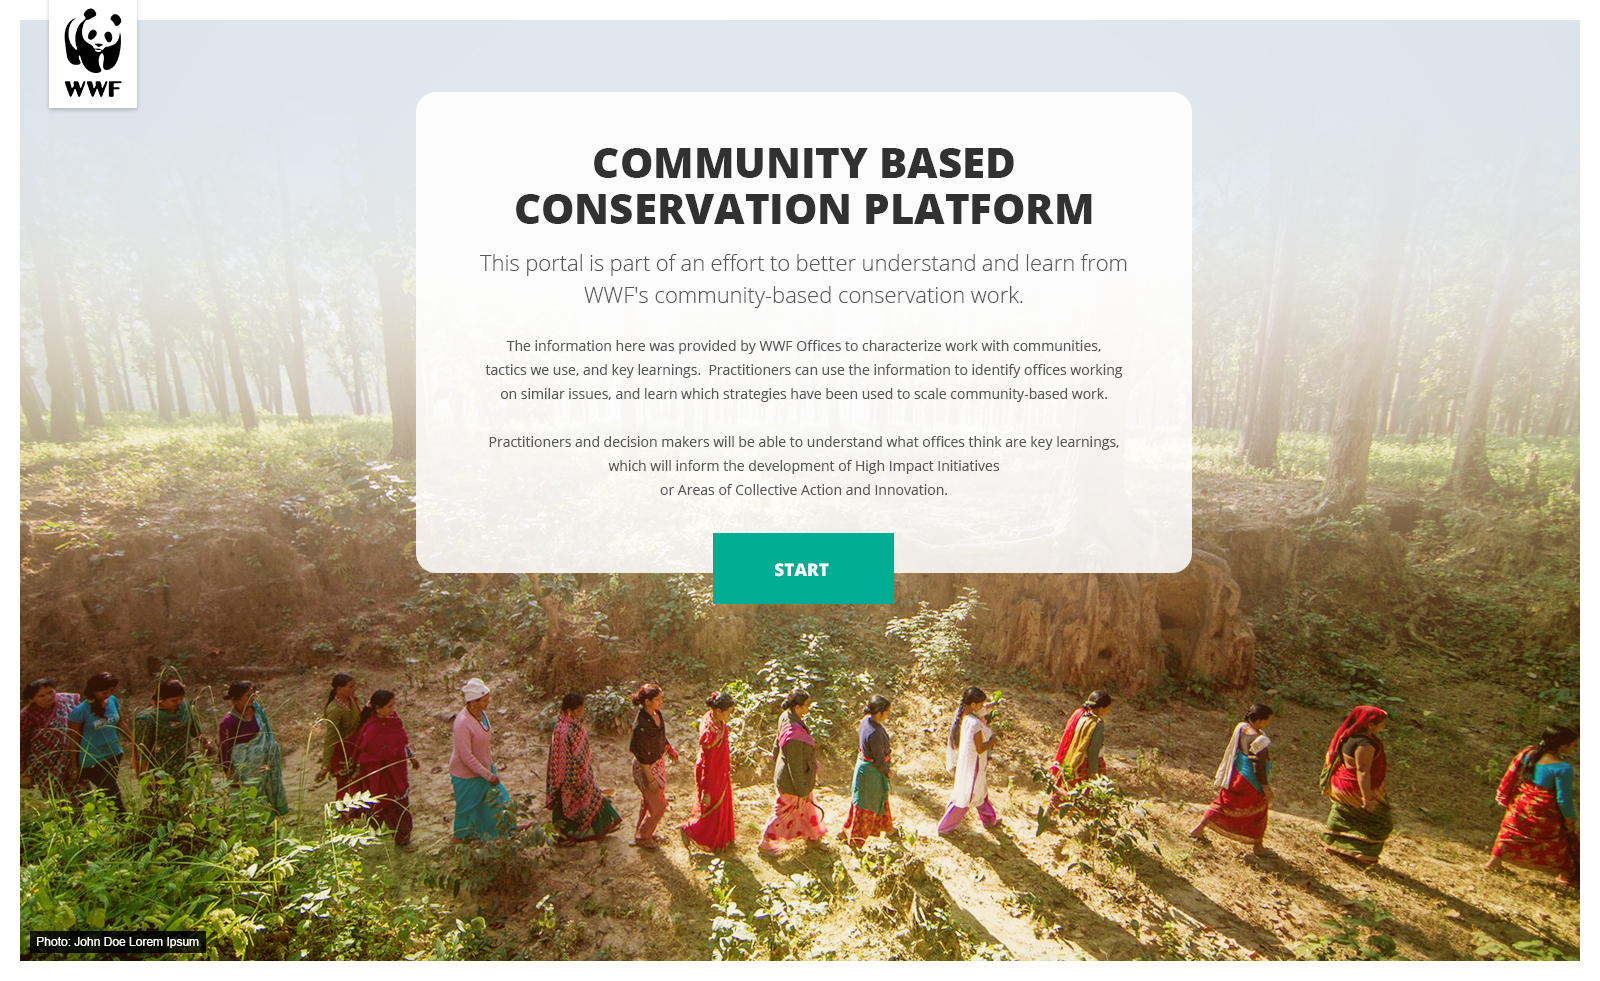 WWF
COMMUNITY BASED
CONSERVATION PLATFORM
This portal is part of an effort to better understand and learn from
WWF's community-based conservation work.
The information here was provided by WWF Offices to characterize work with communities,
tactics we use, and key learnings.  Practitioners can use the information to identify offices working
on similar issues, and learn which strategies have been used to scale community-based work.
Practitioners and decision makers will be able to understand what offices think are key learnings,
which will inform the development of High Impact Initiatives
or Areas of Collective Action and Innovation.
START
Photo: John Doe Lorem Ipsum